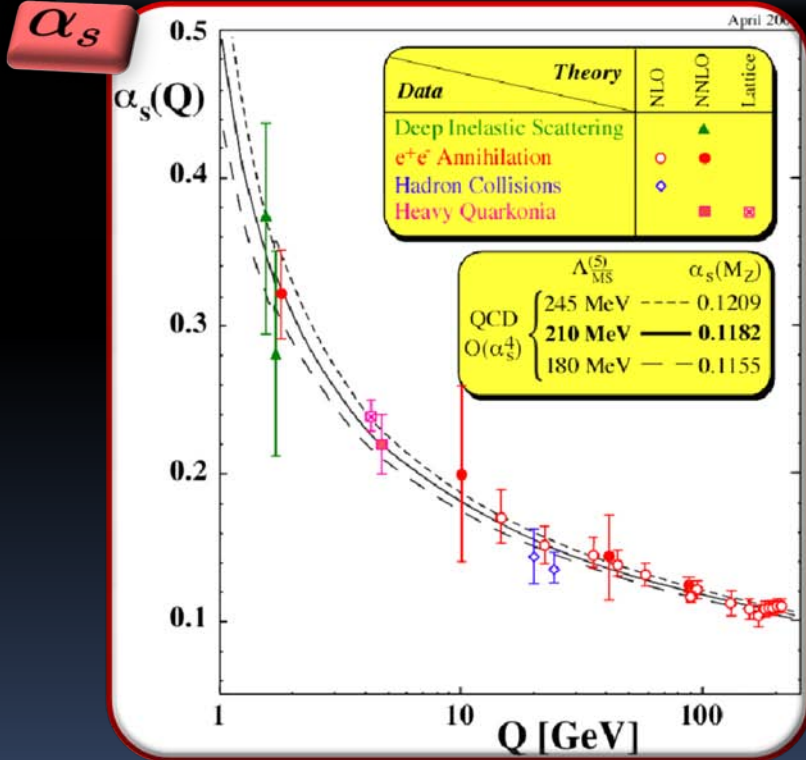 αₛ
April 200
0.5
αₛ(Q)
0.4
0.3
0.2
0.1
Theory
Data
NLO
NNLO
Lattice
Deep Inelastic Scattering
e⁺e⁻ Annihilation
Hadron Collisions
Heavy Quarkonia
Λ_MS^(5) αₛ(M_Z)
QCD
O(αₛ⁴)
245 MeV 0.1209
210 MeV 0.1182
180 MeV 0.1155
1 10 100
Q [GeV]